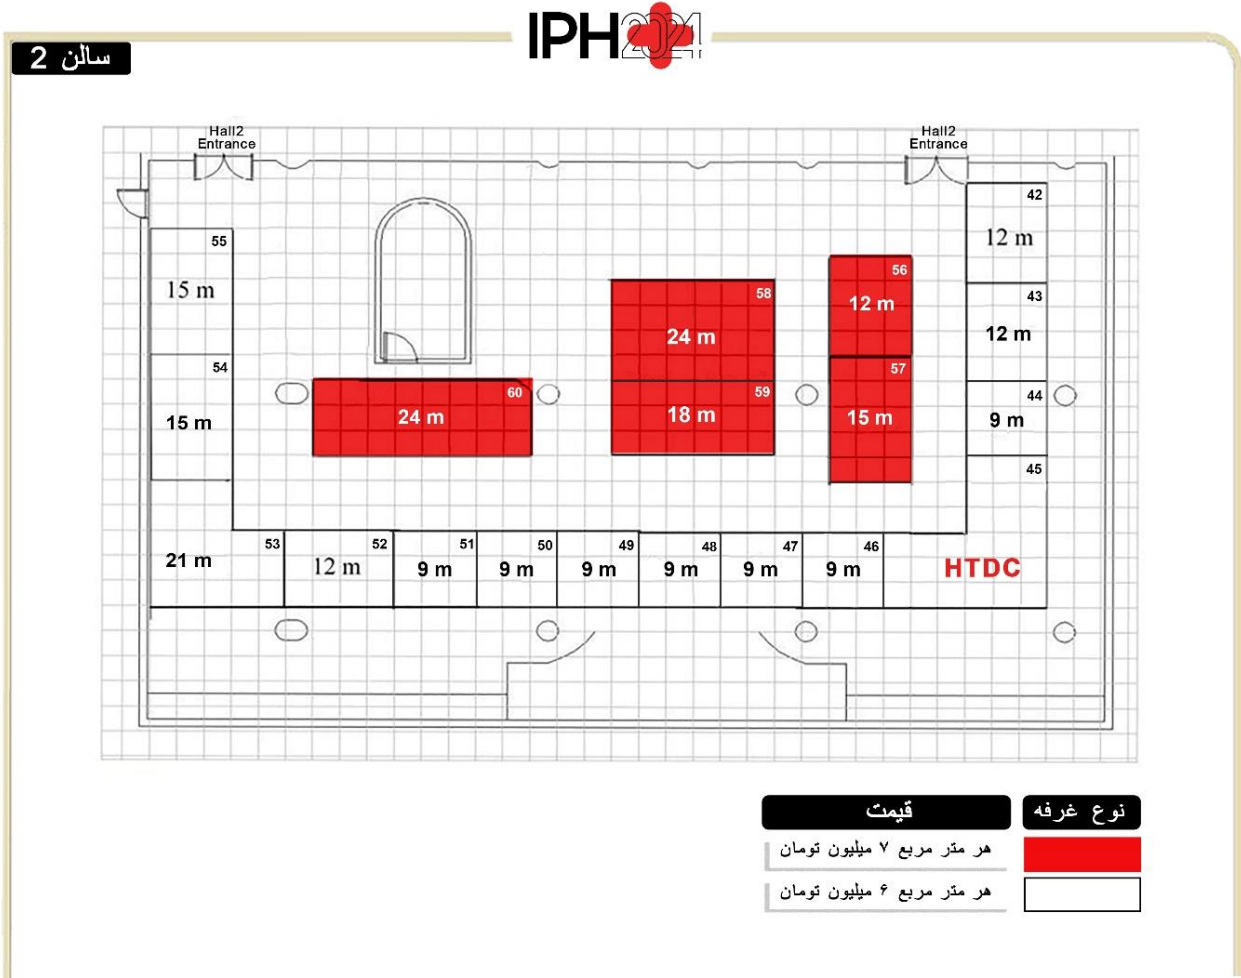 IPH2021
سالن 2
Hall2
Entrance
Hall2
Entrance
42
12 m
55
15 m
56
12 m
58
24 m
43
12 m
54
15 m
57
15 m
60
24 m
59
18 m
44
9 m
45
HTDC
53
21 m
52
12 m
51
9 m
50
9 m
49
9 m
48
9 m
47
9 m
46
9 m
نوع غرفه
قیمت
هر متر مربع ۷ میلیون تومان
هر متر مربع ۶ میلیون تومان